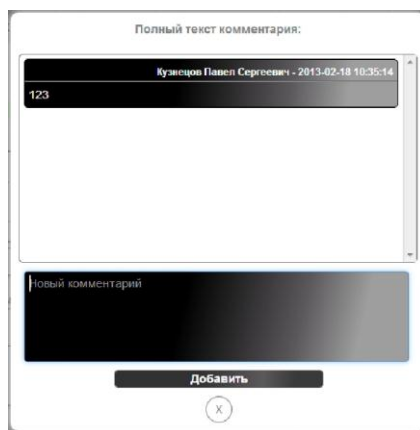 Полный текст комментария:
Кузнецов Павел Сергеевич - 2013-02-18 10:35:14
123
Новый комментарий
Добавить
X